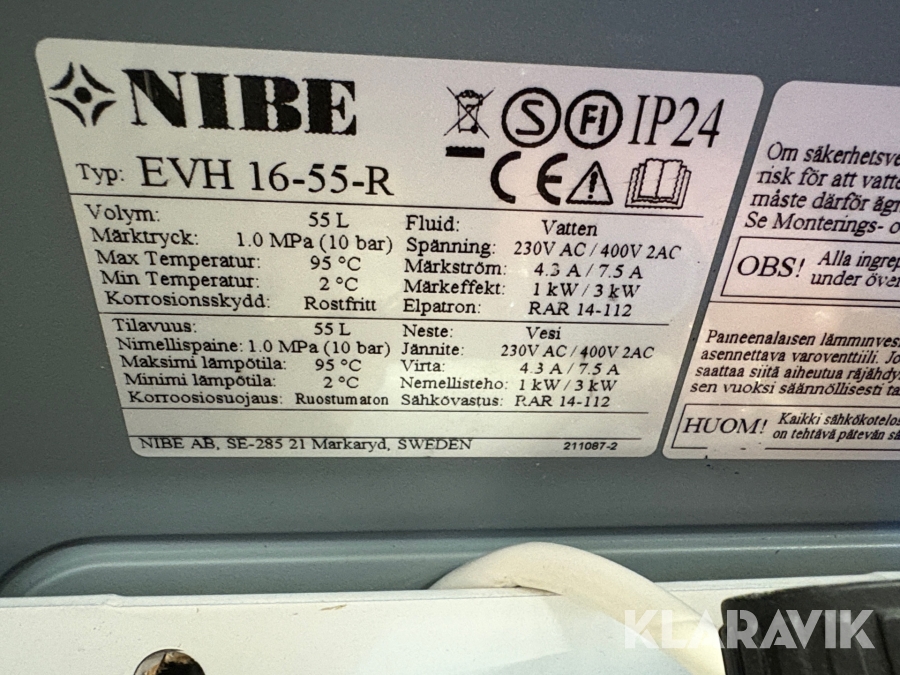 NIBE
S FI IP24
Typ: EVH 16-55-R
CE
Volym: 55 L Fluid: Vatten
Märktryck: 1.0 MPa (10 bar) Spänning: 230V AC / 400V 2AC
Max Temperatur: 95 °C Märkström: 4.3 A / 7.5 A
Min Temperatur: 2 °C Märkeffekt: 1 kW / 3 kW
Korrosionsskydd: Rostfritt Elpatron: RAR 14-112
Tilavuus: 55 L Neste: Vesi
Nimellispaine: 1.0 MPa (10 bar) Jännite: 230V AC / 400V 2AC
Maksimi lämpötila: 95 °C Virta: 4.3 A / 7.5 A
Minimi lämpötila: 2 °C Nemellisteho: 1 kW / 3 kW
Korroosiosuojaus: Ruostumaton Sähkövastus: RAR 14-112
NIBE AB, SE-285 21 Markaryd, SWEDEN 211087-2
Om säkerhetsve
risk för att vatte
måste därför ägn
Se Monterings- o
OBS! Alla ingrep
under över
Paineenalaisen lämminves
asennettava varoventtiili. Jo
saattaa siitä aiheutua räjähdy
sen vuoksi säännöllisesti ta
HUOM! Kaikki sähkökotelos
on tehtävä pätevän sä
KLARAVIK